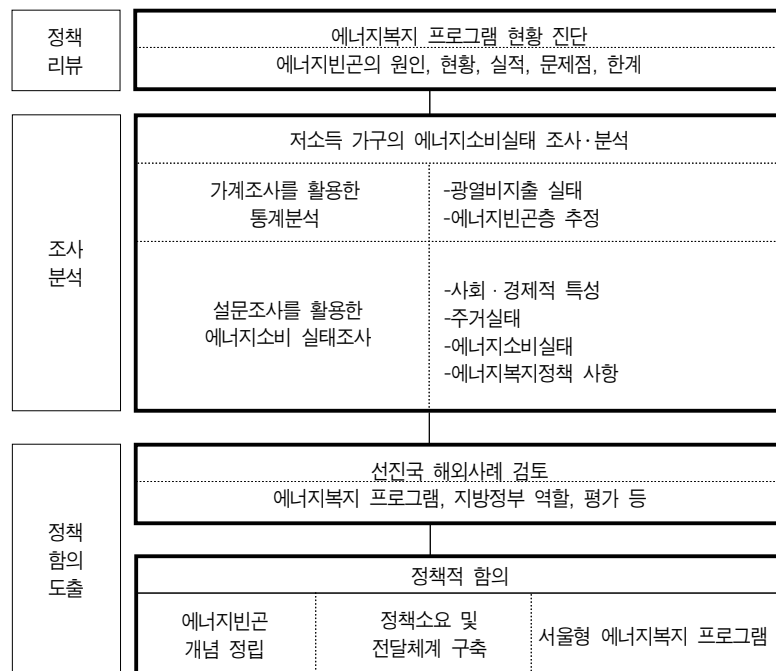 정책
리뷰
에너지복지 프로그램 현황 진단
에너지빈곤의 원인, 현황, 실적, 문제점, 한계
조사
분석
저소득 가구의 에너지소비실태 조사·분석
가계조사를 활용한
통계분석
-광열비지출 실태
-에너지빈곤층 추정
설문조사를 활용한
에너지소비 실태조사
-사회·경제적 특성
-주거실태
-에너지소비실태
-에너지복지정책 사항
정책
함의
도출
선진국 해외사례 검토
에너지복지 프로그램, 지방정부 역할, 평가 등
정책적 함의
에너지빈곤
개념 정립
정책소요 및
전달체계 구축
서울형 에너지복지 프로그램